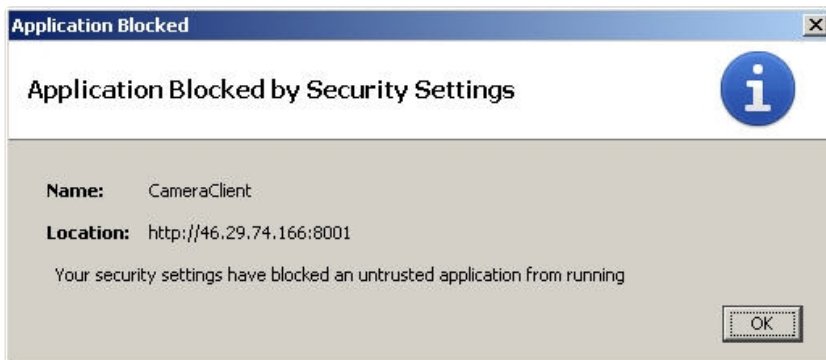 Application Blocked
Application Blocked by Security Settings
Name: CameraClient
Location: http://46.29.74.166:8001
Your security settings have blocked an untrusted application from running
OK